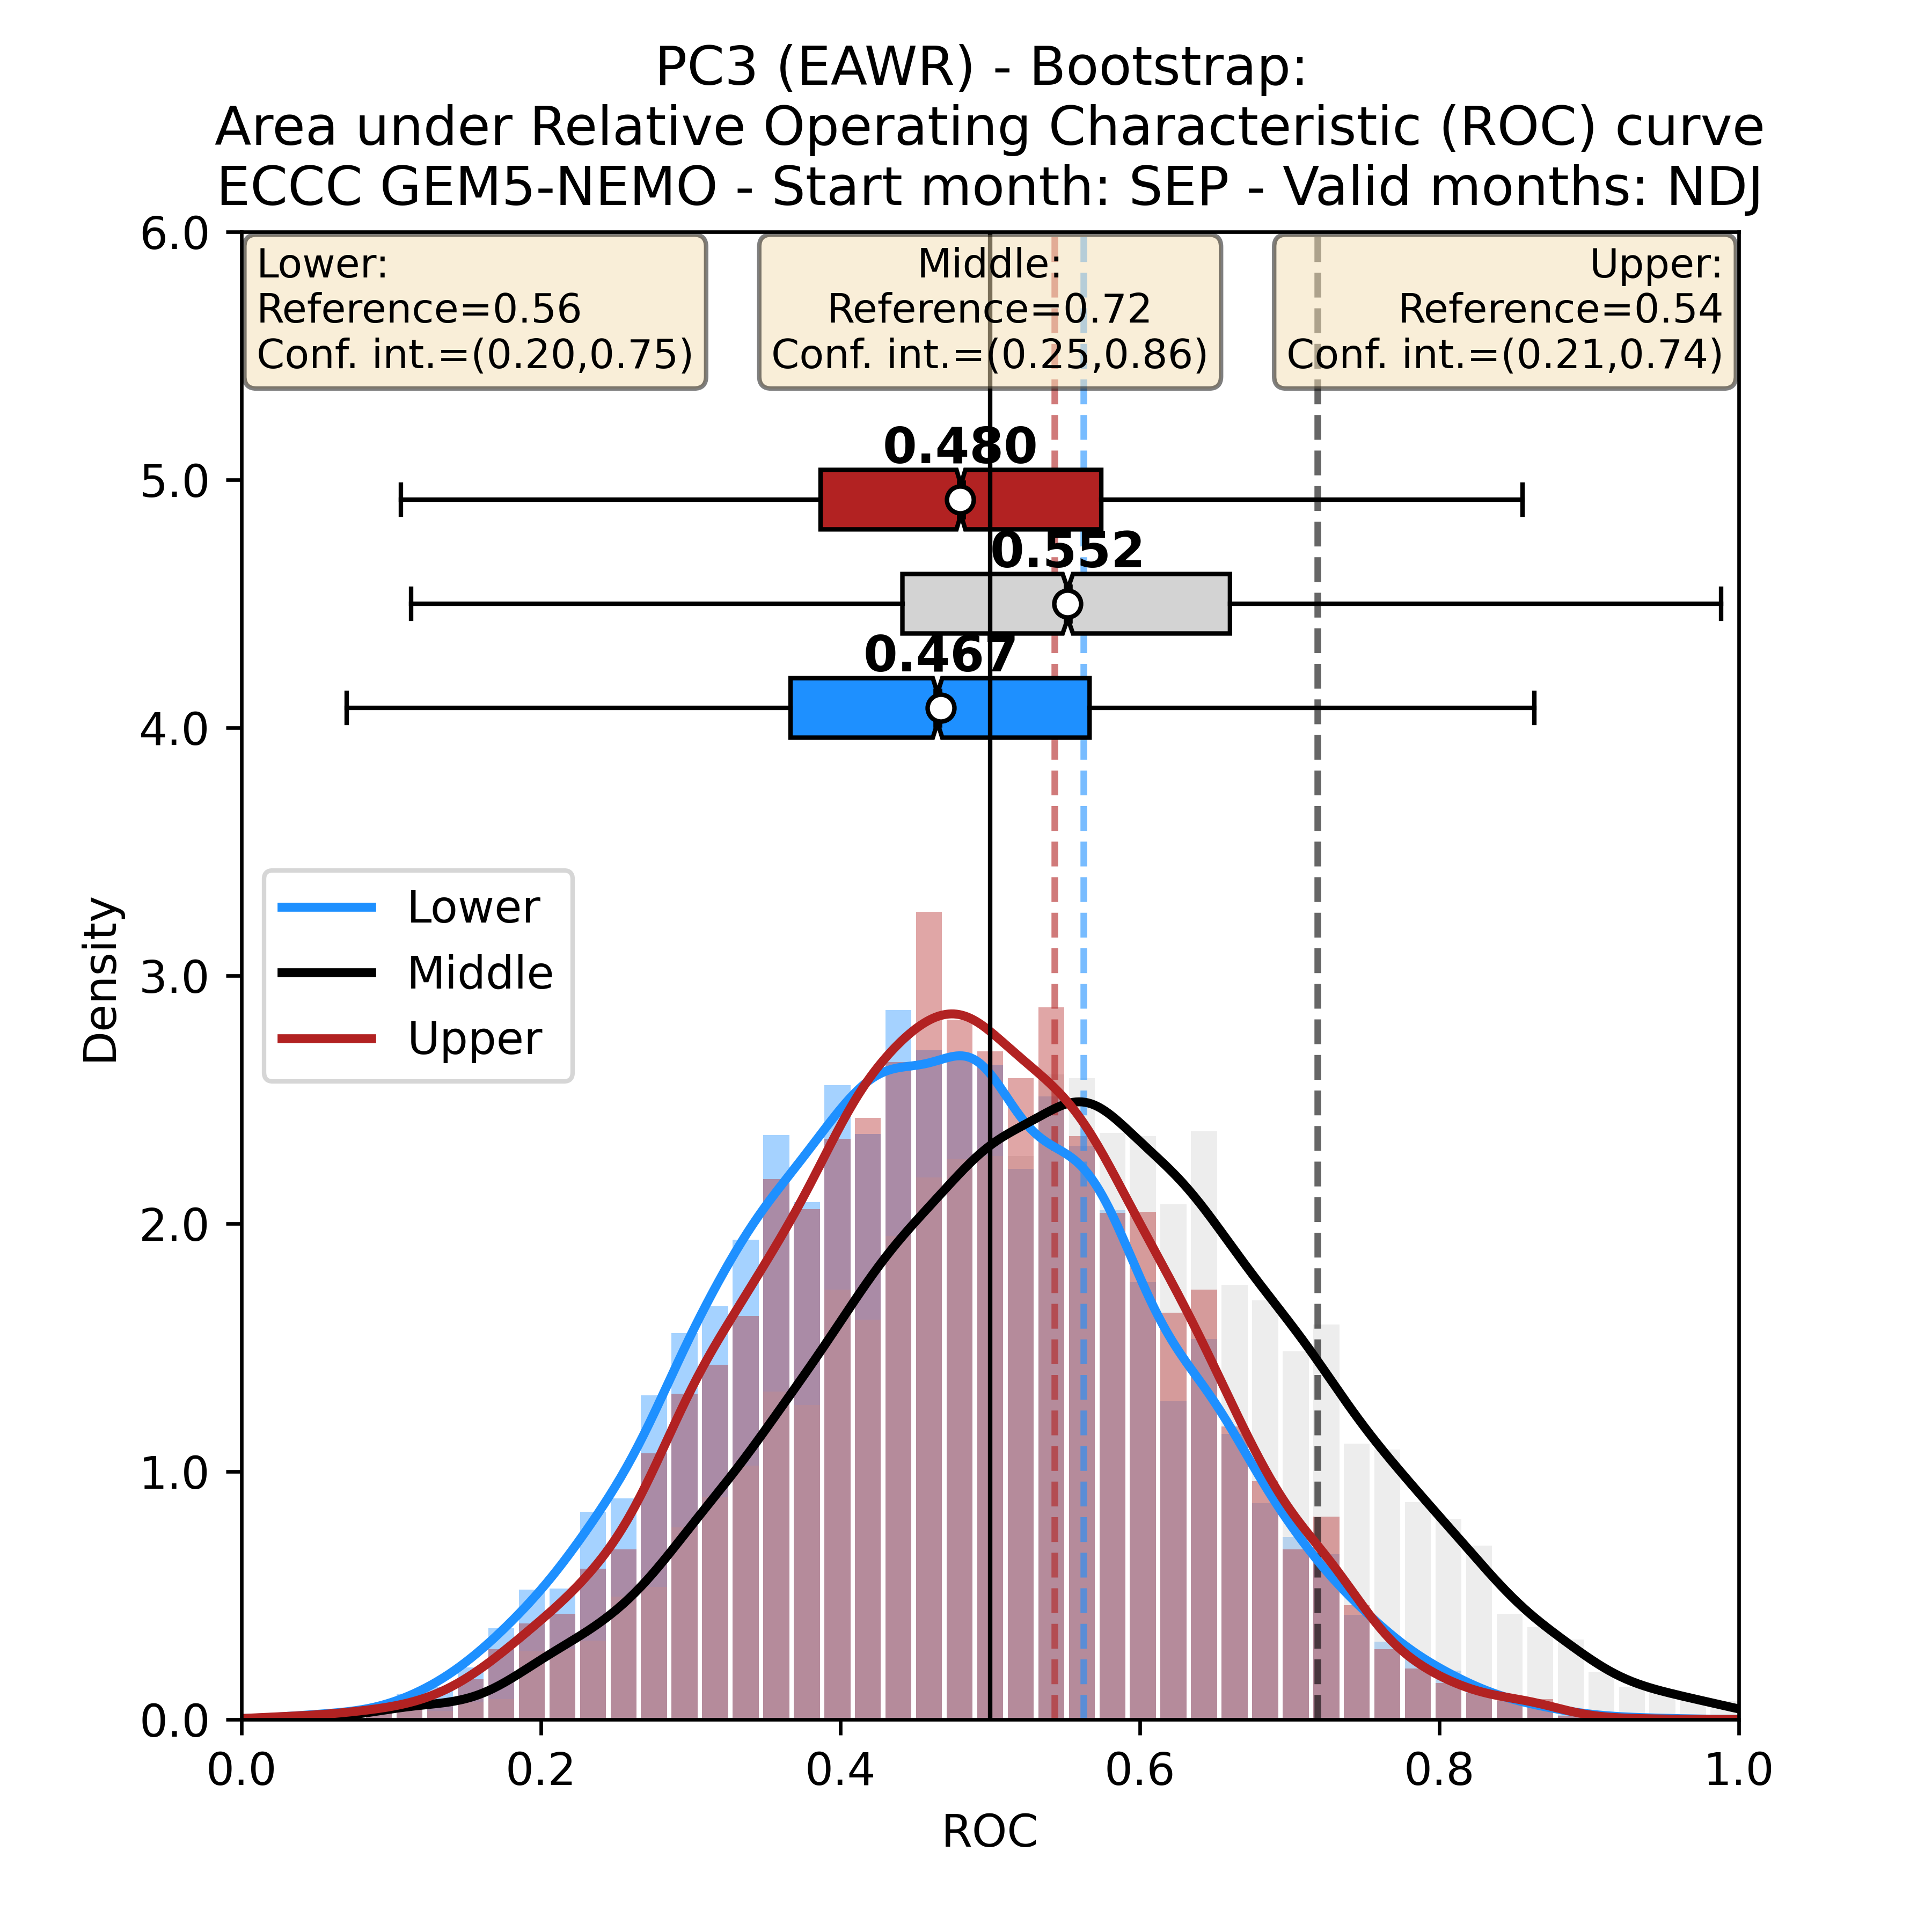 PC3 (EAWR) - Bootstrap:
Area under Relative Operating Characteristic (ROC) curve
ECCC GEM5-NEMO - Start month: SEP - Valid months: NDJ
Lower:
Reference=0.56
Conf. int.=(0.20,0.75)
Middle:
Reference=0.72
Conf. int.=(0.25,0.86)
Upper:
Reference=0.54
Conf. int.=(0.21,0.74)
0.480
0.552
0.467
Lower
Middle
Upper
Density
6.0
5.0
4.0
3.0
2.0
1.0
0.0
0.0 0.2 0.4 0.6 0.8 1.0
ROC